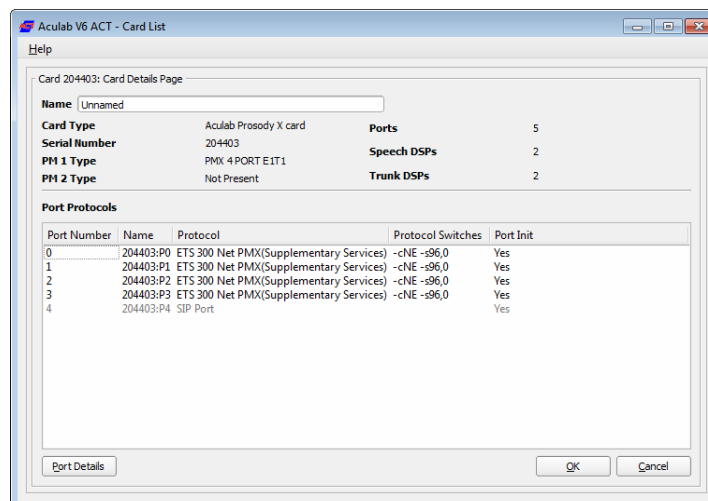 Aculab V6 ACT - Card List
Help
Card 204403: Card Details Page
Name Unnamed
Card Type Aculab Prosody X card Ports 5
Serial Number 204403
Speech DSPs 2
PM 1 Type PMX 4 PORT E1T1
PM 2 Type Not Present Trunk DSPs 2
Port Protocols
Port Number Name Protocol Protocol Switches Port Init
0 204403:P0 ETS 300 Net PMX(Supplementary Services) -cNE -s96,0 Yes
1 204403:P1 ETS 300 Net PMX(Supplementary Services) -cNE -s96,0 Yes
2 204403:P2 ETS 300 Net PMX(Supplementary Services) -cNE -s96,0 Yes
3 204403:P3 ETS 300 Net PMX(Supplementary Services) -cNE -s96,0 Yes
4 204403:P4 SIP Port Yes
Port Details OK Cancel